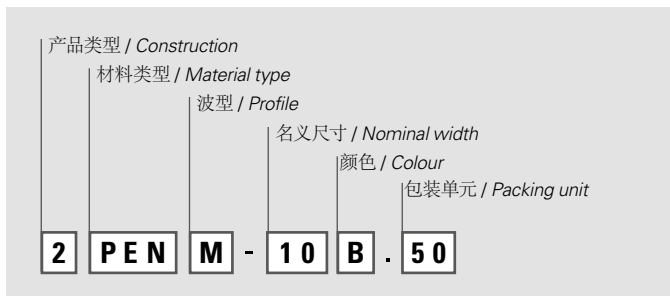 产品类型 / Construction
材料类型 / Material type
波型 / Profile
名义尺寸 / Nominal width
颜色 / Colour
包装单元 / Packing unit
2 PEN M - 10 B . 50